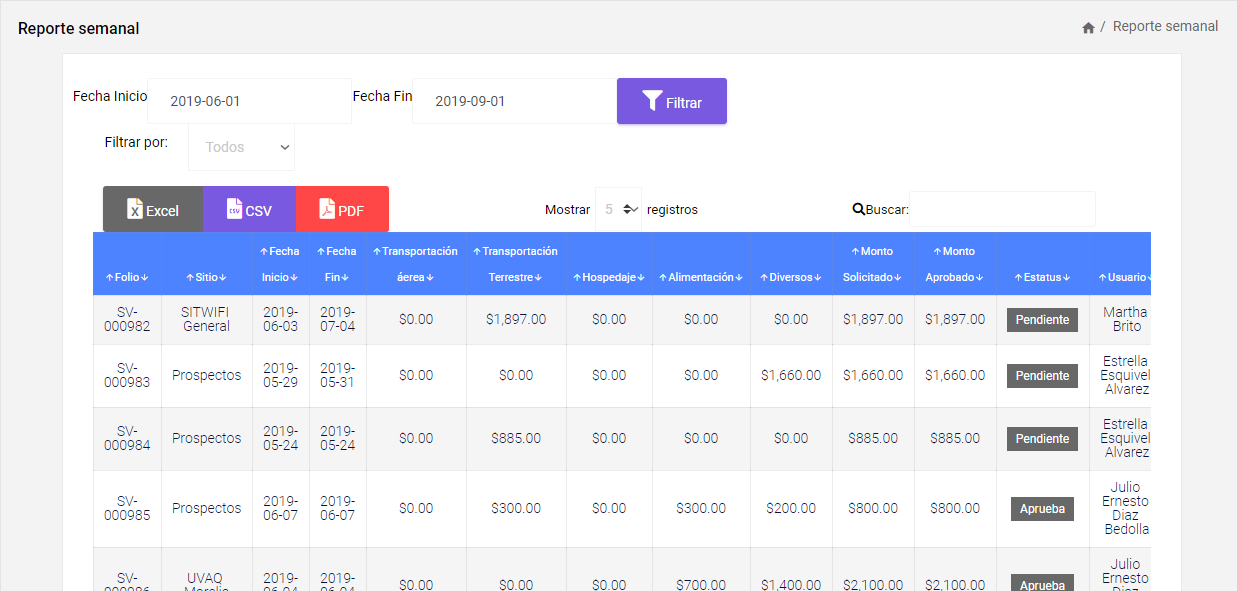 Reporte semanal
/ Reporte semanal
Fecha Inicio 2019-06-01 Fecha Fin 2019-09-01 Filtrar
Filtrar por: Todos
Excel CSV PDF Mostrar 5 registros Buscar:
Fecha Fecha Transportación Transportación Monto Monto
Folio Sitio Inicio Fin áerea Terrestre Hospedaje Alimentación Diversos Solicitado Aprobado Estatus Usuario
SV- SITWIFI 2019- 2019- $0.00 $1,897.00 $0.00 $0.00 $0.00 $1,897.00 $1,897.00 Pendiente Martha
000982 General 06-03 07-04 Brito
SV- Prospectos 2019- 2019- $0.00 $0.00 $0.00 $0.00 $1,660.00 $1,660.00 $1,660.00 Pendiente Estrella
000983 05-29 05-31 Esquivel
Alvarez
SV- Prospectos 2019- 2019- $0.00 $885.00 $0.00 $0.00 $0.00 $885.00 $885.00 Pendiente Estrella
000984 05-24 05-24 Esquivel
Alvarez
SV- Prospectos 2019- 2019- $0.00 $300.00 $0.00 $300.00 $200.00 $800.00 $800.00 Aprueba Julio
000985 06-07 06-07 Ernesto
Diaz
Bedolla
SV- UVAQ 2019- 2019- $0.00 $0.00 $0.00 $700.00 $1,400.00 $2,100.00 $2,100.00 Aprueba Julio
Ernesto